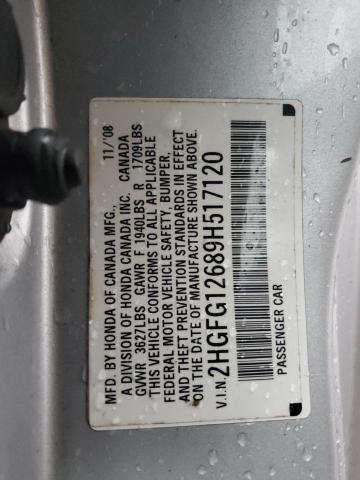 MFD. BY HONDA OF CANADA MFG., 11/08
A DIVISION OF HONDA CANADA INC. CANADA
GVWR 3627LBS GAWR F 1940LBS R 1709LBS
THIS VEHICLE CONFORMS TO ALL APPLICABLE
FEDERAL MOTOR VEHICLE SAFETY, BUMPER,
AND THEFT PREVENTION STANDARDS IN EFFECT
ON THE DATE OF MANUFACTURE SHOWN ABOVE.
V.I.N. 2HGFG12689H517120
PASSENGER CAR